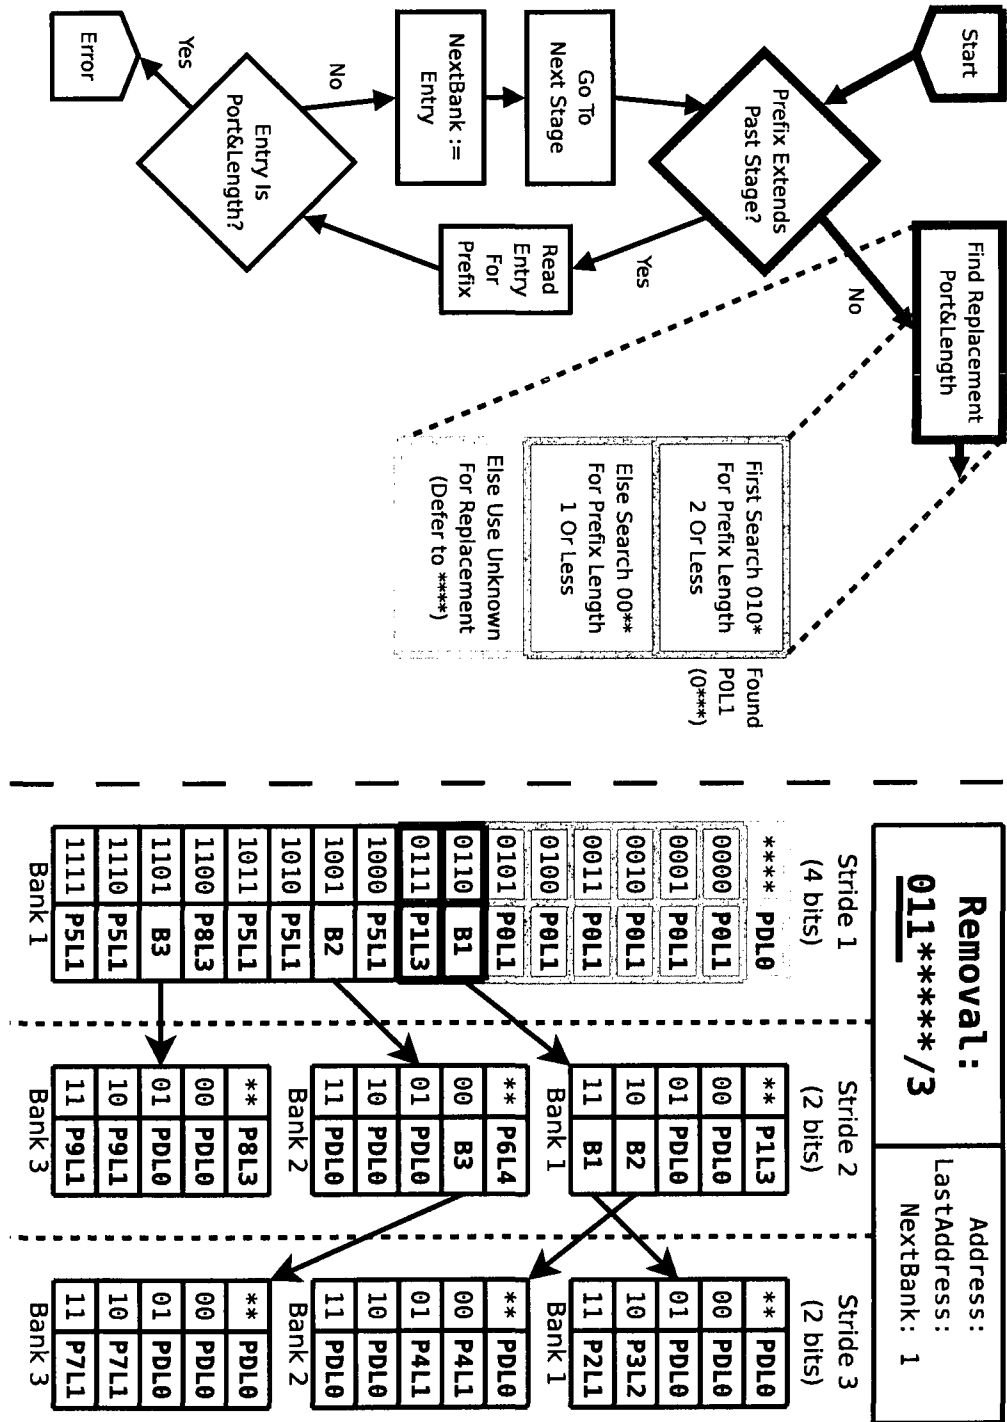 Start
Prefix Extends
Past Stage?
Go To
Next Stage
NextBank :=
Entry
No
Entry Is
Port&Length?
Yes
Error
Find Replacement
Port&Length
No
Yes
Read
Entry
For
Prefix
First Search 010*
For Prefix Length
2 Or Less
Else Search 00**
For Prefix Length
1 Or Less
Else Use Unknown
For Replacement
(Defer to ****)
Found
P0L1
(0***)
Removal:
011*****/3
Address:
LastAddress:
NextBank: 1
Stride 1
(4 bits)
**** PDL0
0000 P0L1
0001 P0L1
0010 P0L1
0011 P0L1
0100 P0L1
0101 P0L1
0110 B1
0111 P1L3
1000 P5L1
1001 B2
1010 P5L1
1011 P5L1
1100 P8L3
1101 B3
1110 P5L1
1111 P5L1
Bank 1
Stride 2
(2 bits)
** P1L3
00 PDL0
01 PDL0
10 B2
11 B1
Bank 1
** P6L4
00 B3
01 PDL0
10 PDL0
11 PDL0
Bank 2
** P8L3
00 PDL0
01 PDL0
10 P9L1
11 P9L1
Bank 3
Stride 3
(2 bits)
** PDL0
00 PDL0
01 PDL0
10 P3L2
11 P2L1
Bank 1
** PDL0
00 P4L1
01 P4L1
10 PDL0
11 PDL0
Bank 2
** PDL0
00 PDL0
01 PDL0
10 P7L1
11 P7L1
Bank 3